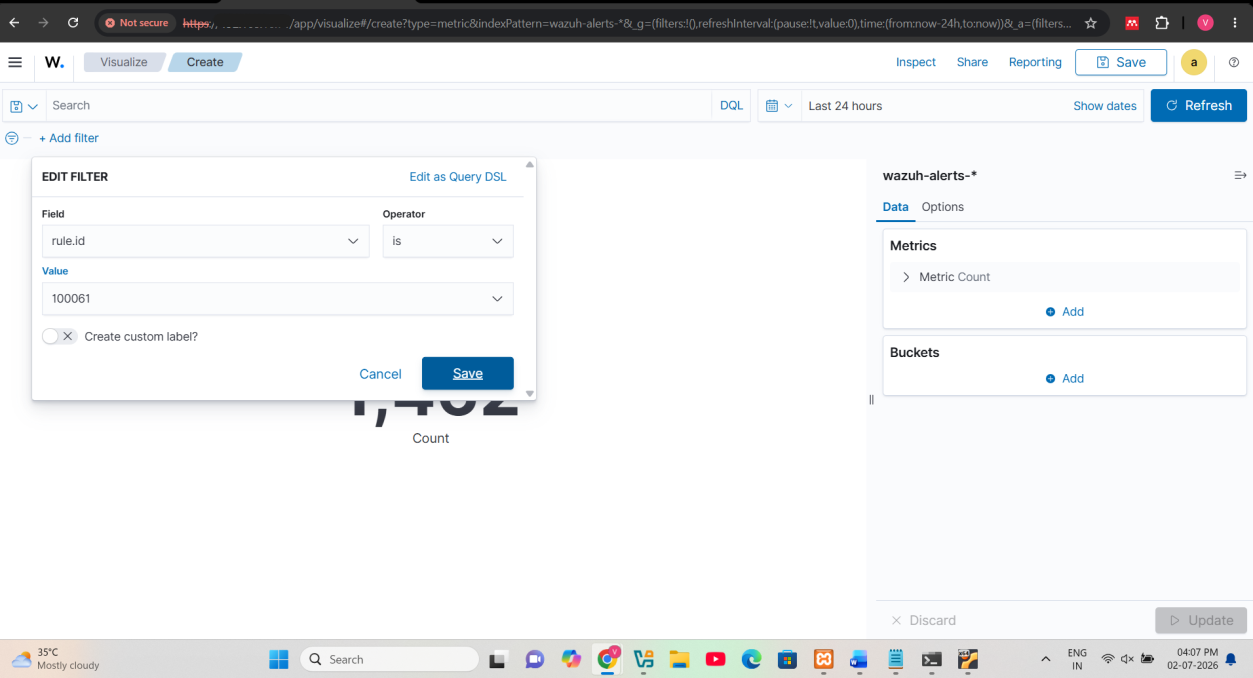 Not secure
https:
./app/visualize#/create?type=metric&indexPattern=wazuh-alerts-*&_g=(filters:!(),refreshInterval:(pause:!t,value:0),time:(from:now-24h,to:now))&_a=(filters...
V
W.
Visualize
Create
Inspect
Share
Reporting
Save
a
Search
DQL
Last 24 hours
Show dates
Refresh
+ Add filter
EDIT FILTER
Edit as Query DSL
Field
Operator
rule.id
is
Value
100061
Create custom label?
Cancel
Save
Count
wazuh-alerts-*
Data
Options
Metrics
Metric Count
Add
Buckets
Add
Discard
Update
35°C
Mostly cloudy
Search
ENG
IN
04:07 PM
02-07-2026